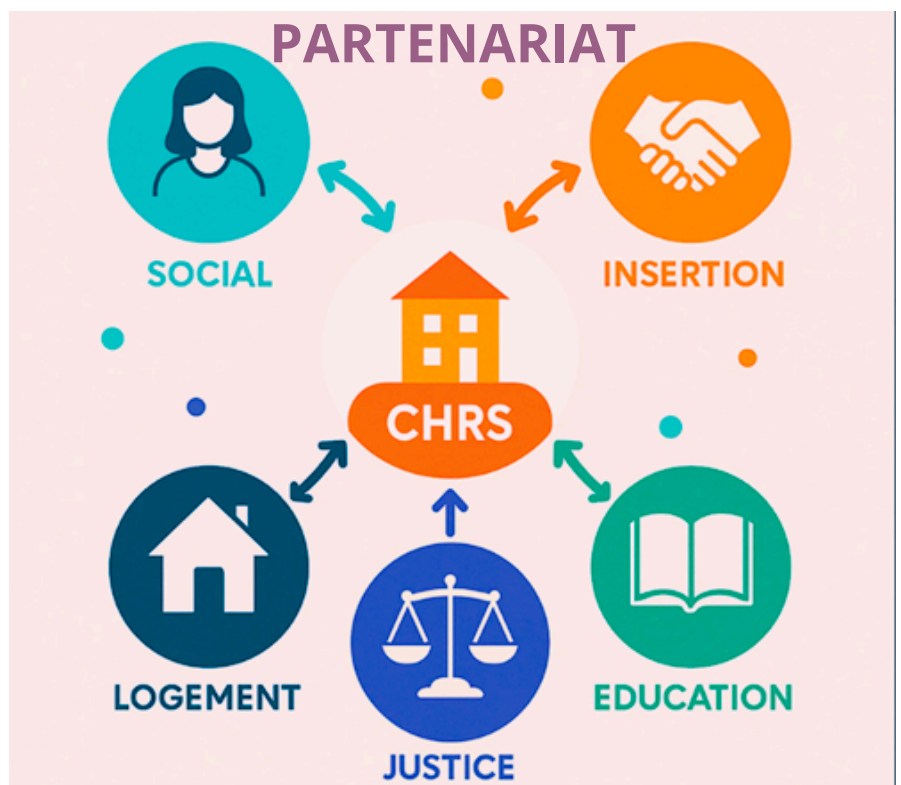 PARTENARIAT
SOCIAL
INSERTION
CHRS
LOGEMENT
EDUCATION
JUSTICE